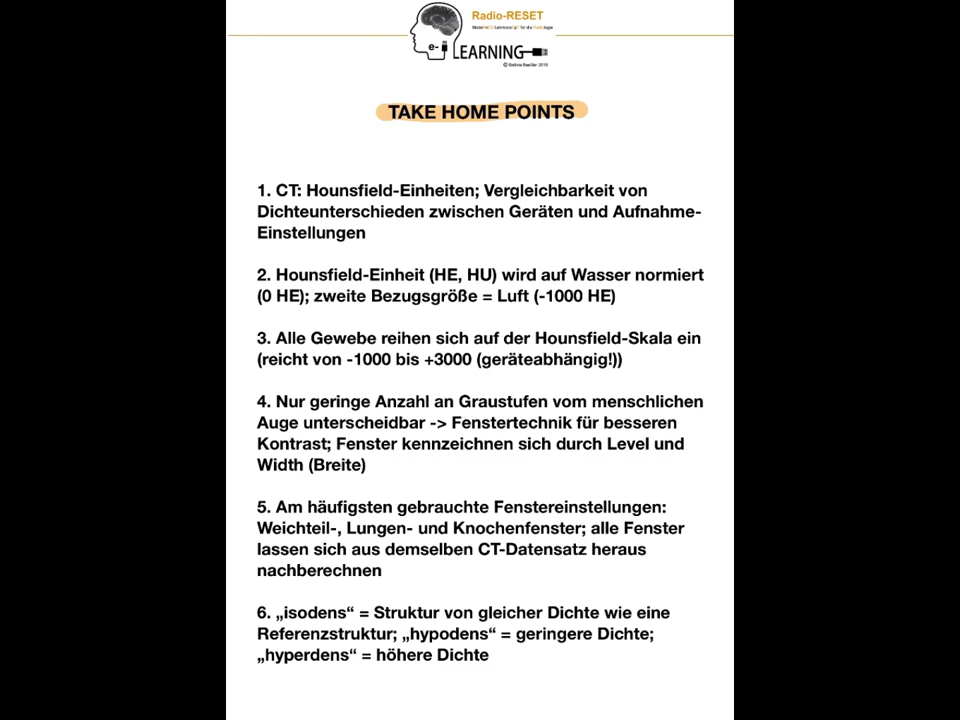 Radio-RESET
e-LEARNING
TAKE HOME POINTS
1. CT: Hounsfield-Einheiten; Vergleichbarkeit von
Dichteunterschieden zwischen Geräten und Aufnahme-
Einstellungen
2. Hounsfield-Einheit (HE, HU) wird auf Wasser normiert
(0 HE); zweite Bezugsgröße = Luft (-1000 HE)
3. Alle Gewebe reihen sich auf der Hounsfield-Skala ein
(reicht von -1000 bis +3000 (geräteabhängig!))
4. Nur geringe Anzahl an Graustufen vom menschlichen
Auge unterscheidbar -> Fenstertechnik für besseren
Kontrast; Fenster kennzeichnen sich durch Level und
Width (Breite)
5. Am häufigsten gebrauchte Fenstereinstellungen:
Weichteil-, Lungen- und Knochenfenster; alle Fenster
lassen sich aus demselben CT-Datensatz heraus
nachberechnen
6. „isodens“ = Struktur von gleicher Dichte wie eine
Referenzstruktur; „hypodens“ = geringere Dichte;
„hyperdens“ = höhere Dichte